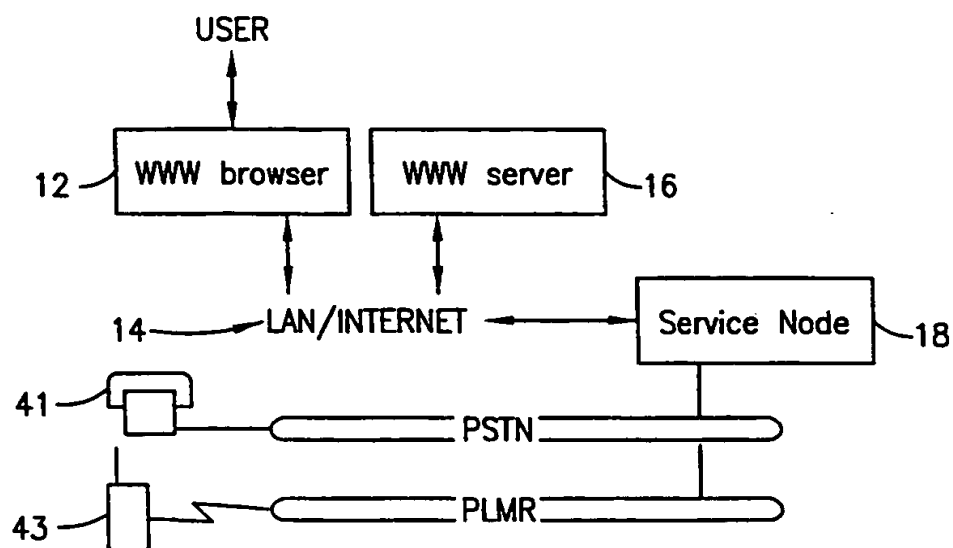 USER
WWW browser
WWW server
12
16
14
LAN/INTERNET
Service Node
18
41
PSTN
43
PLMR